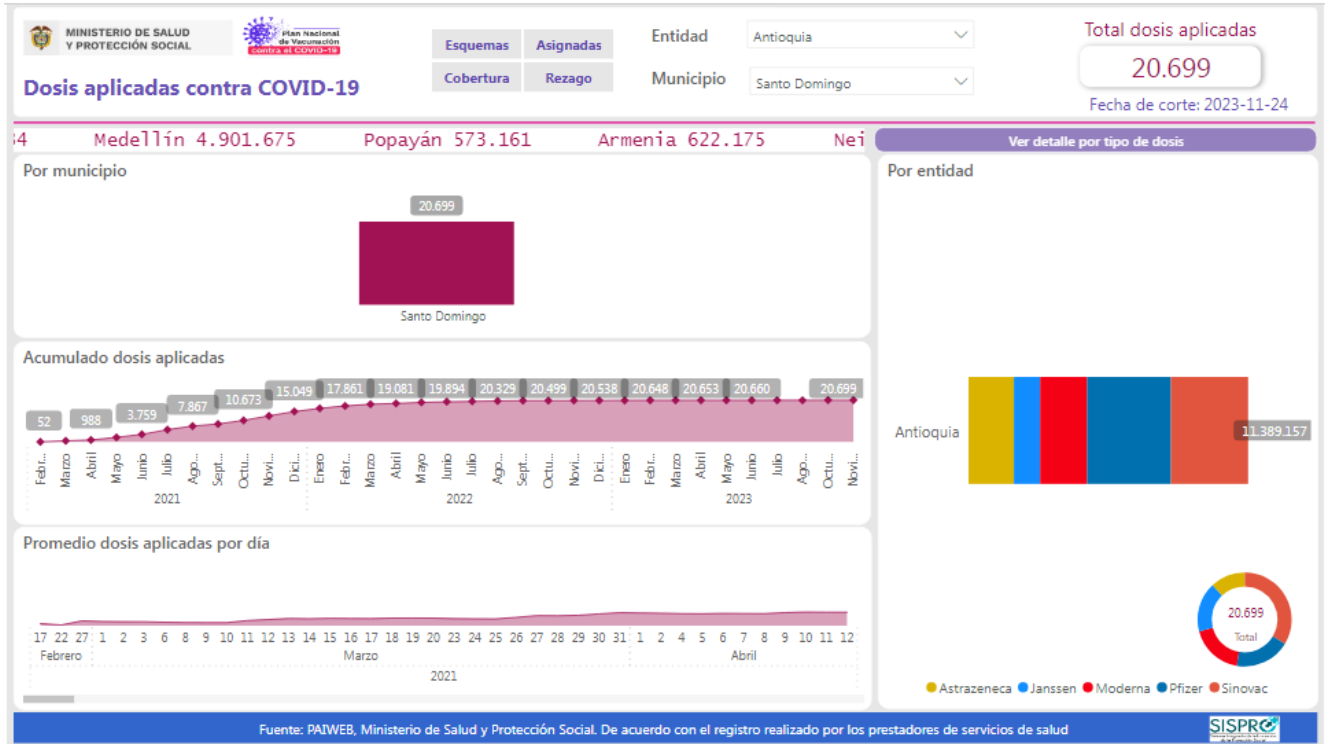 MINISTERIO DE SALUD
Y PROTECCIÓN SOCIAL
Plan Nacional
de Vacunación
contra el COVID-19
Dosis aplicadas contra COVID-19
Esquemas Asignadas
Cobertura Rezago
Entidad Antioquia
Municipio Santo Domingo
Total dosis aplicadas
20.699
Fecha de corte: 2023-11-24
34 Medellín 4.901.675 Popayán 573.161 Armenia 622.175 Nei
Ver detalle por tipo de dosis
Por municipio
20.699
Santo Domingo
Acumulado dosis aplicadas
52 988 3.759 7.867 10.673 15.049 17.861 19.081 19.894 20.329 20.499 20.538 20.648 20.653 20.660 20.699
Febr... Marzo Abril Mayo Junio Julio Ago... Sept... Octu... Novi... Dici... Enero Febr... Marzo Abril Mayo Junio Julio Ago... Sept... Octu... Novi... Dici... Enero Febr... Marzo Abril Mayo Junio Julio Ago... Octu... Novi...
2021 2022 2023
Promedio dosis aplicadas por día
17 22 27 1 2 3 6 8 9 10 11 12 13 14 15 16 17 18 19 20 23 24 25 26 27 28 29 30 31 1 2 4 5 6 7 8 9 10 11 12
Febrero Marzo Abril
2021
Por entidad
Antioquia
11.389.157
20.699
Total
Astrazeneca Janssen Moderna Pfizer Sinovac
Fuente: PAIWEB, Ministerio de Salud y Protección Social. De acuerdo con el registro realizado por los prestadores de servicios de salud
SISPRO